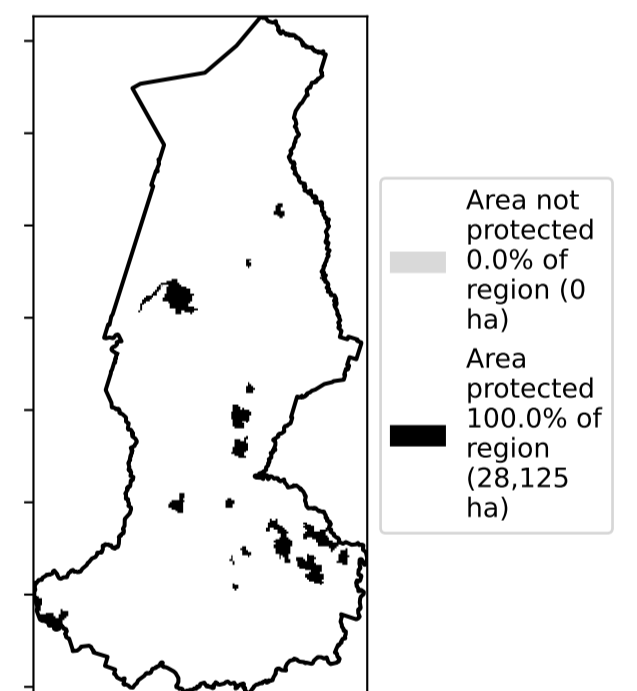 Area not
protected
0.0% of
region (0
ha)
Area
protected
100.0% of
region
(28,125
ha)